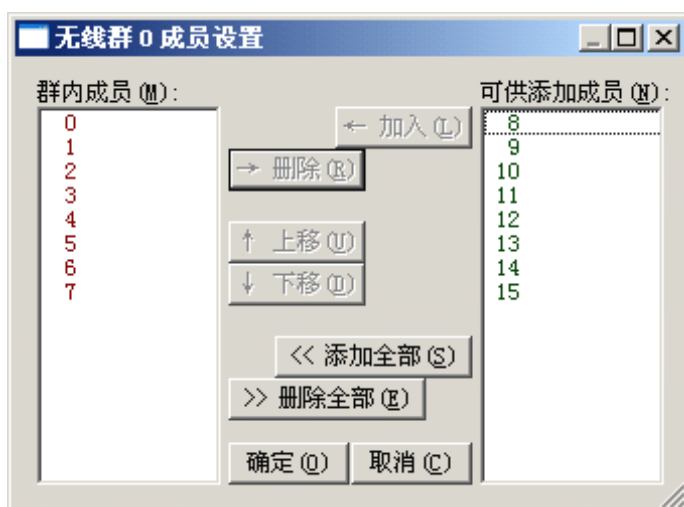 无线群 0 成员设置
群内成员(M):
0
1
2
3
4
5
6
7
← 加入(L)
→ 删除(R)
↑ 上移(U)
↓ 下移(D)
<< 添加全部(S)
>> 删除全部(E)
确定(O)
取消(C)
可供添加成员(N):
8
9
10
11
12
13
14
15